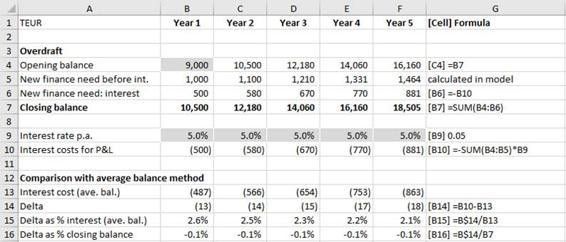 A B C D E F G
1 TEUR Year 1 Year 2 Year 3 Year 4 Year 5 [Cell] Formula
2
3 Overdraft
4 Opening balance 9,000 10,500 12,180 14,060 16,160 [C4] =B7
5 New finance need before int. 1,000 1,100 1,210 1,331 1,464 calculated in model
6 New finance need: interest 500 580 670 770 881 [B6] =-B10
7 Closing balance 10,500 12,180 14,060 16,160 18,505 [B7] =SUM(B4:B6)
8
9 Interest rate p.a. 5.0% 5.0% 5.0% 5.0% 5.0% [B9] 0.05
10 Interest costs for P&L (500) (580) (670) (770) (881) [B10] =-SUM(B4:B5)*B9
11
12 Comparison with average balance method
13 Interest cost (ave. bal.) (487) (566) (654) (753) (863)
14 Delta (13) (14) (15) (17) (18) [B14] =B10-B13
15 Delta as % interest (ave. bal.) 2.6% 2.5% 2.3% 2.2% 2.1% [B15] =B$14/B13
16 Delta as % closing balance -0.1% -0.1% -0.1% -0.1% -0.1% [B16] =B$14/B7